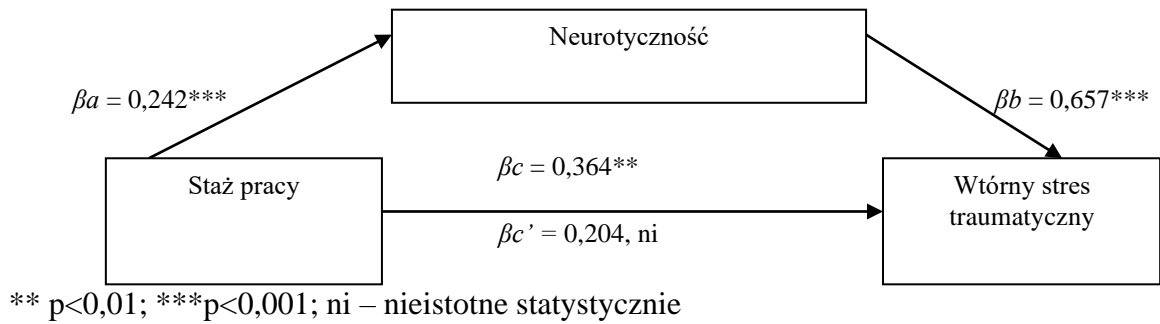 Neurotyczność
βa = 0,242***
βb = 0,657***
βc = 0,364**
Staż pracy
Wtórny stres
traumatyczny
βc’ = 0,204, ni
** p<0,01; ***p<0,001; ni – nieistotne statystycznie